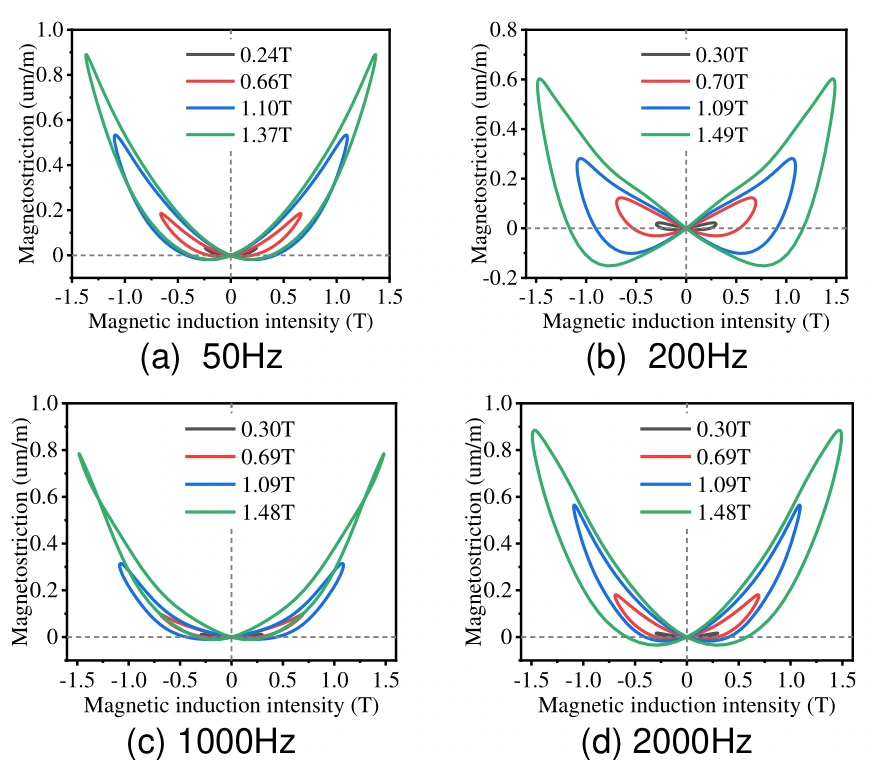 Magnetostriction (um/m)
1.0
0.8
0.6
0.4
0.2
0
0.24T
0.66T
1.10T
1.37T
-1.5 -1.0 -0.5 0 0.5 1.0 1.5
Magnetic induction intensity (T)
(a) 50Hz
Magnetostriction (um/m)
0.8
0.6
0.4
0.2
0
-0.2
0.30T
0.70T
1.09T
1.49T
-1.5 -1.0 -0.5 0 0.5 1.0 1.5
Magnetic induction intensity (T)
(b) 200Hz
Magnetostriction (um/m)
1.0
0.8
0.6
0.4
0.2
0
0.30T
0.69T
1.09T
1.48T
-1.5 -1.0 -0.5 0 0.5 1.0 1.5
Magnetic induction intensity (T)
(c) 1000Hz
Magnetostriction (um/m)
1.0
0.8
0.6
0.4
0.2
0
0.30T
0.69T
1.09T
1.48T
-1.5 -1.0 -0.5 0 0.5 1.0 1.5
Magnetic induction intensity (T)
(d) 2000Hz